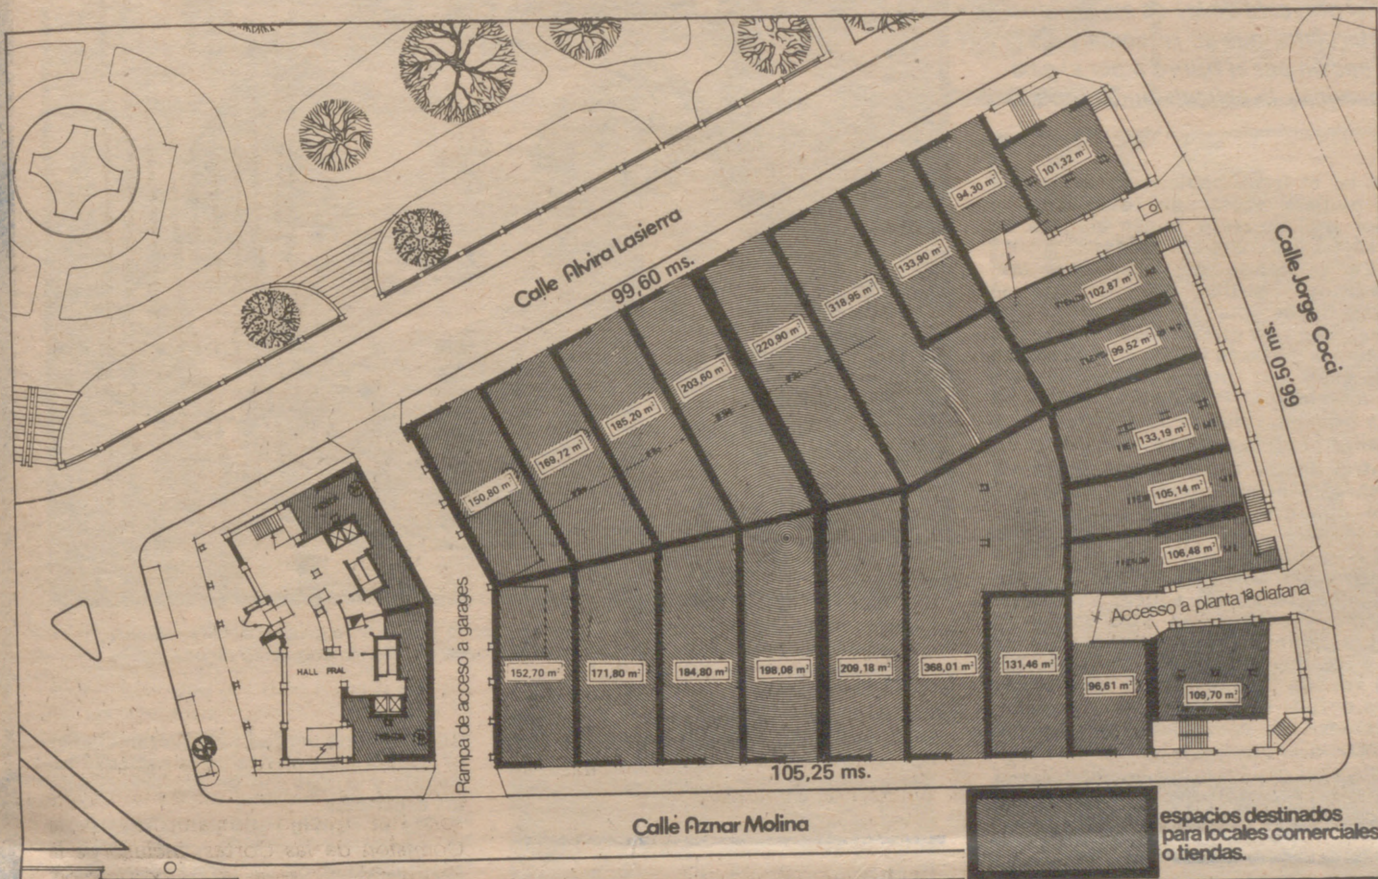 Calle Alvira Lasierra
99,60 ms.
Calle Jorge Cocci
66,50 ms.
101,32 m²
94,30 m²
133,90 m²
318,95 m²
220,90 m²
203,60 m²
185,20 m²
169,72 m²
150,80 m²
102,87 m²
99,52 m²
133,19 m²
105,14 m²
106,48 m²
Accesso a planta 1ª diafana
Rampa de acceso a garages
HALL PRAL
152,70 m²
171,80 m²
184,80 m²
198,08 m²
209,18 m²
368,01 m²
131,46 m²
96,61 m²
109,70 m²
105,25 ms.
Calle Aznar Molina
espacios destinados
para locales comerciales
o tiendas.